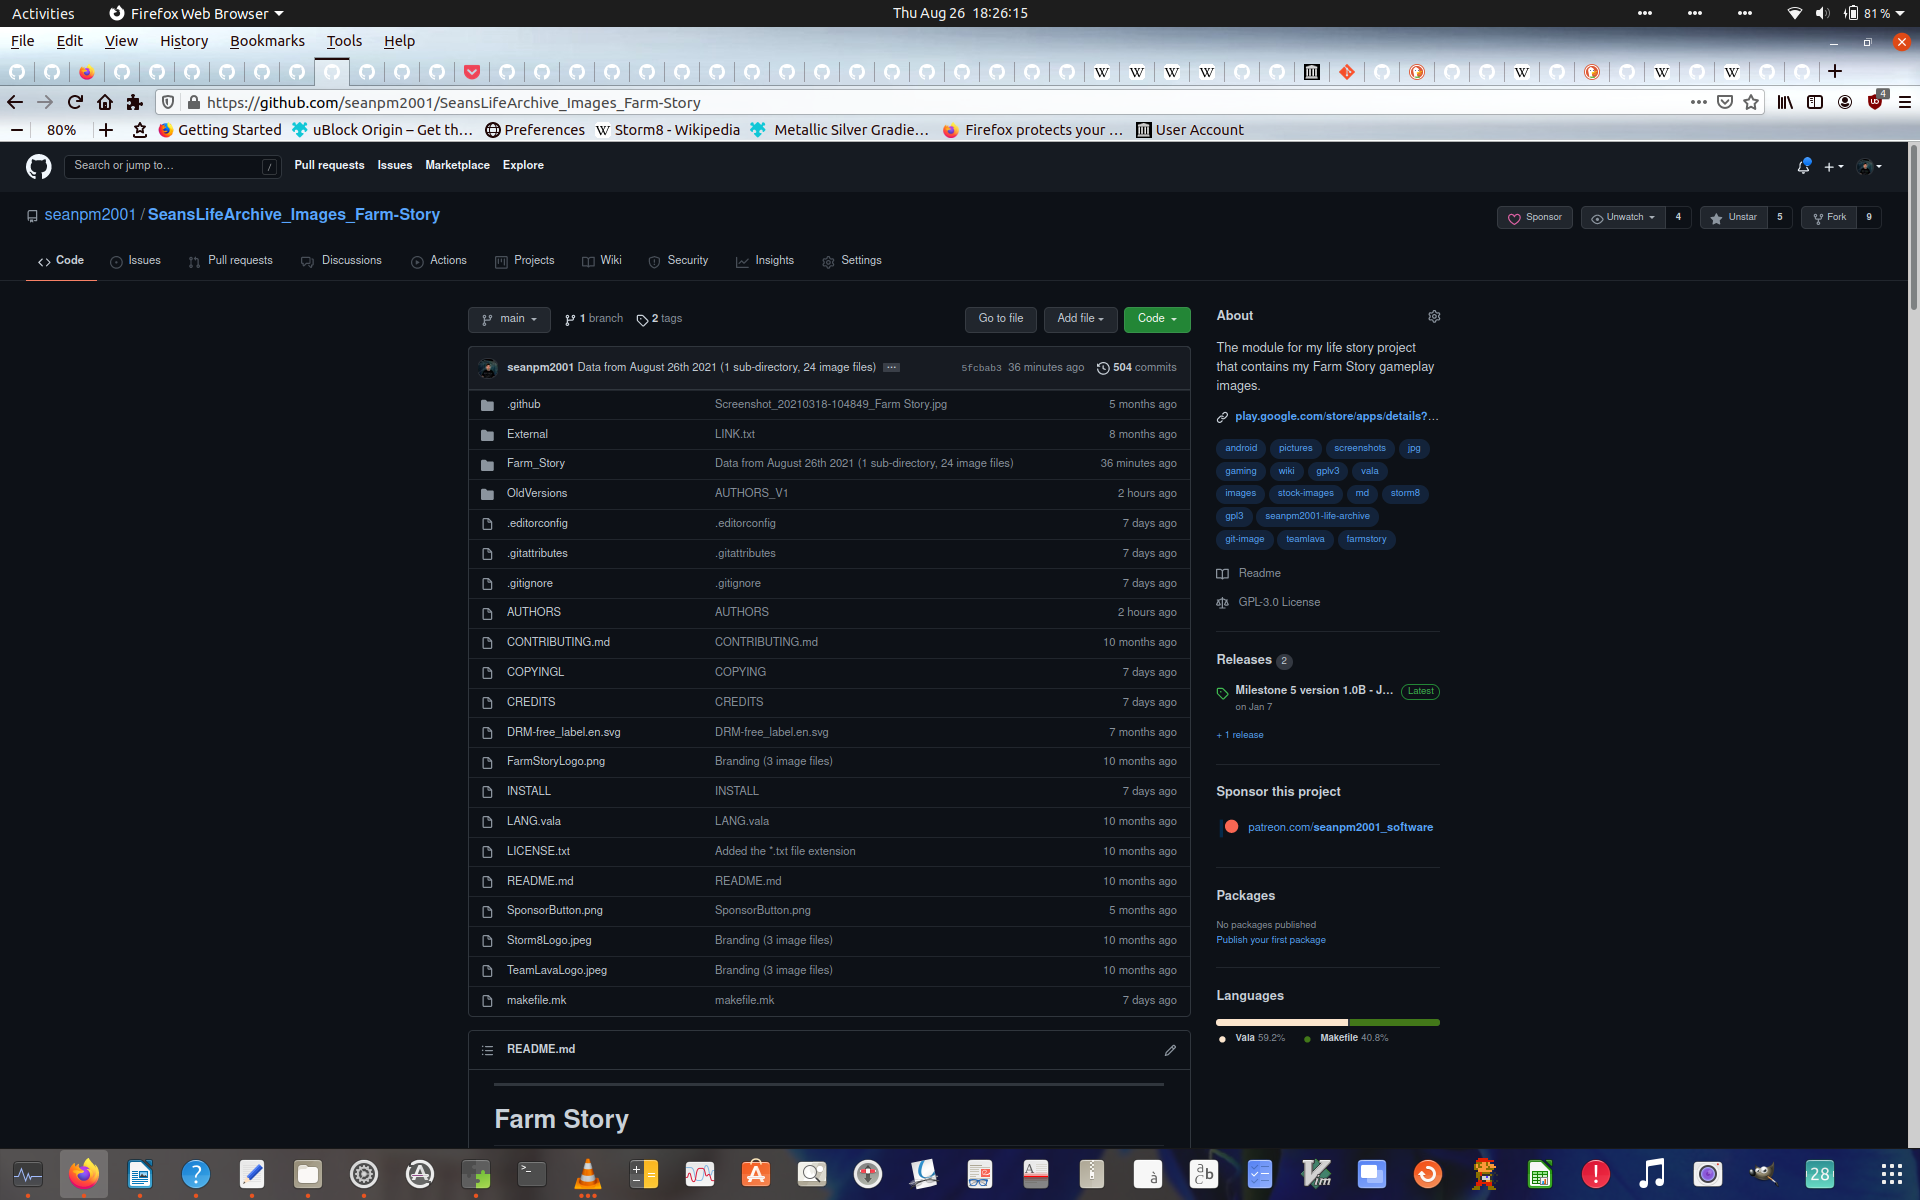 Activities Firefox Web Browser Thu Aug 26 18:26:15 81 %
File Edit View History Bookmarks Tools Help
https://github.com/seanpm2001/SeansLifeArchive_Images_Farm-Story 4
80% Getting Started uBlock Origin – Get th… Preferences Storm8 - Wikipedia Metallic Silver Gradie… Firefox protects your … User Account
Search or jump to… / Pull requests Issues Marketplace Explore
seanpm2001 / SeansLifeArchive_Images_Farm-Story Sponsor Unwatch 4 Unstar 5 Fork 9
Code Issues Pull requests Discussions Actions Projects Wiki Security Insights Settings
main 1 branch 2 tags Go to file Add file Code
seanpm2001 Data from August 26th 2021 (1 sub-directory, 24 image files) ... 5fcbab3 36 minutes ago 504 commits
.github Screenshot_20210318-104849_Farm Story.jpg 5 months ago
External LINK.txt 8 months ago
Farm_Story Data from August 26th 2021 (1 sub-directory, 24 image files) 36 minutes ago
OldVersions AUTHORS_V1 2 hours ago
.editorconfig .editorconfig 7 days ago
.gitattributes .gitattributes 7 days ago
.gitignore .gitignore 7 days ago
AUTHORS AUTHORS 2 hours ago
CONTRIBUTING.md CONTRIBUTING.md 10 months ago
COPYINGL COPYING 7 days ago
CREDITS CREDITS 7 days ago
DRM-free_label.en.svg DRM-free_label.en.svg 7 months ago
FarmStoryLogo.png Branding (3 image files) 10 months ago
INSTALL INSTALL 7 days ago
LANG.vala LANG.vala 10 months ago
LICENSE.txt Added the *.txt file extension 10 months ago
README.md README.md 10 months ago
SponsorButton.png SponsorButton.png 5 months ago
Storm8Logo.jpeg Branding (3 image files) 10 months ago
TeamLavaLogo.jpeg Branding (3 image files) 10 months ago
makefile.mk makefile.mk 7 days ago
README.md
Farm Story
About
The module for my life story project
that contains my Farm Story gameplay
images.
play.google.com/store/apps/details?…
android pictures screenshots jpg
gaming wiki gplv3 vala
images stock-images md storm8
gpl3 seanpm2001-life-archive
git-image teamlava farmstory
Readme
GPL-3.0 License
Releases 2
Milestone 5 version 1.0B - J… Latest
on Jan 7
+ 1 release
Sponsor this project
patreon.com/seanpm2001_software
Packages
No packages published
Publish your first package
Languages
Vala 59.2% Makefile 40.8%
28